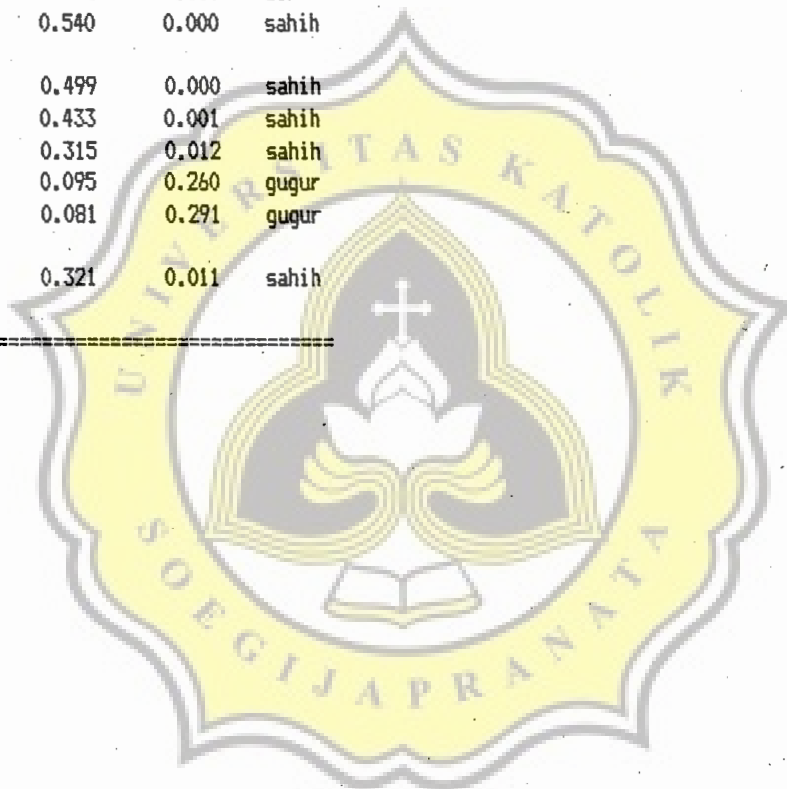 0.540 0.000 sahih
0.499 0.000 sahih
0.433 0.001 sahih
0.315 0.012 sahih
0.095 0.260 gugur
0.081 0.291 gugur
0.321 0.011 sahih
================================
UNIVERSITAS KATOLIK
SOEGIJAPRANATA